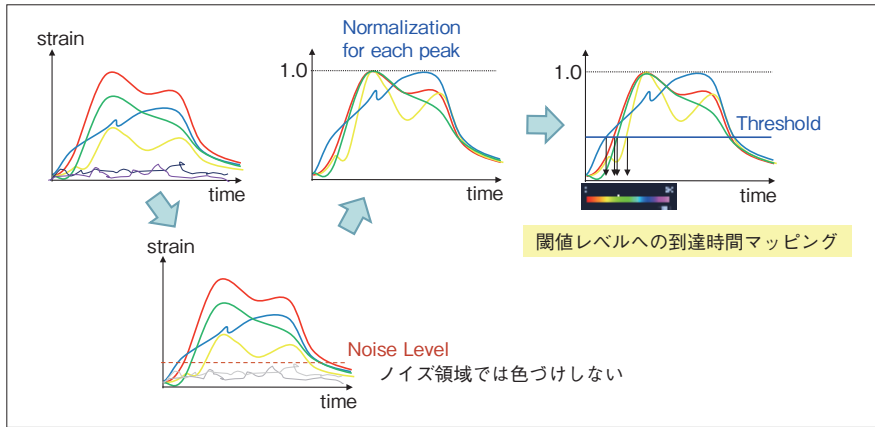 strain
time
Normalization
for each peak
1.0
time
1.0
Threshold
time
閾値レベルへの到達時間マッピング
strain
Noise Level
ノイズ領域では色づけしない
time